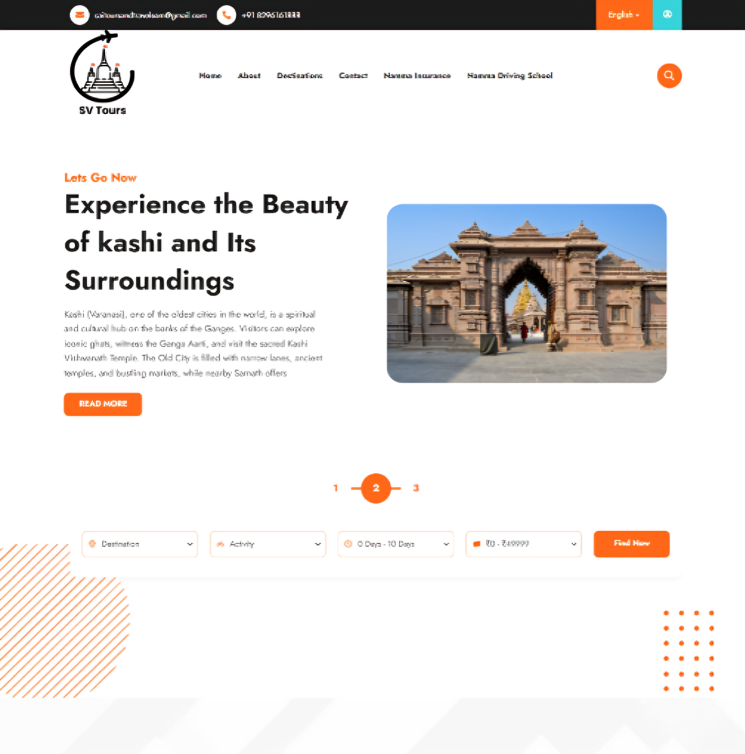 +91 8296161888
English
SV Tours
Home About Destinations Contact Namma Insurance Namma Driving School
Lets Go Now
Experience the Beauty
of kashi and Its
Surroundings
Kashi (Varanasi), one of the oldest cities in the world, is a spiritual
and cultural hub on the banks of the Ganges. Visitors can explore
iconic ghats, witness the Ganga Aarti, and visit the sacred Kashi
Vishwanath Temple. The Old City is filled with narrow lanes, ancient
temples, and bustling markets, while nearby Sarnath offers
READ MORE
1 2 3
Destination Activity 0 Days - 10 Days ₹0 - ₹49999 Find Now